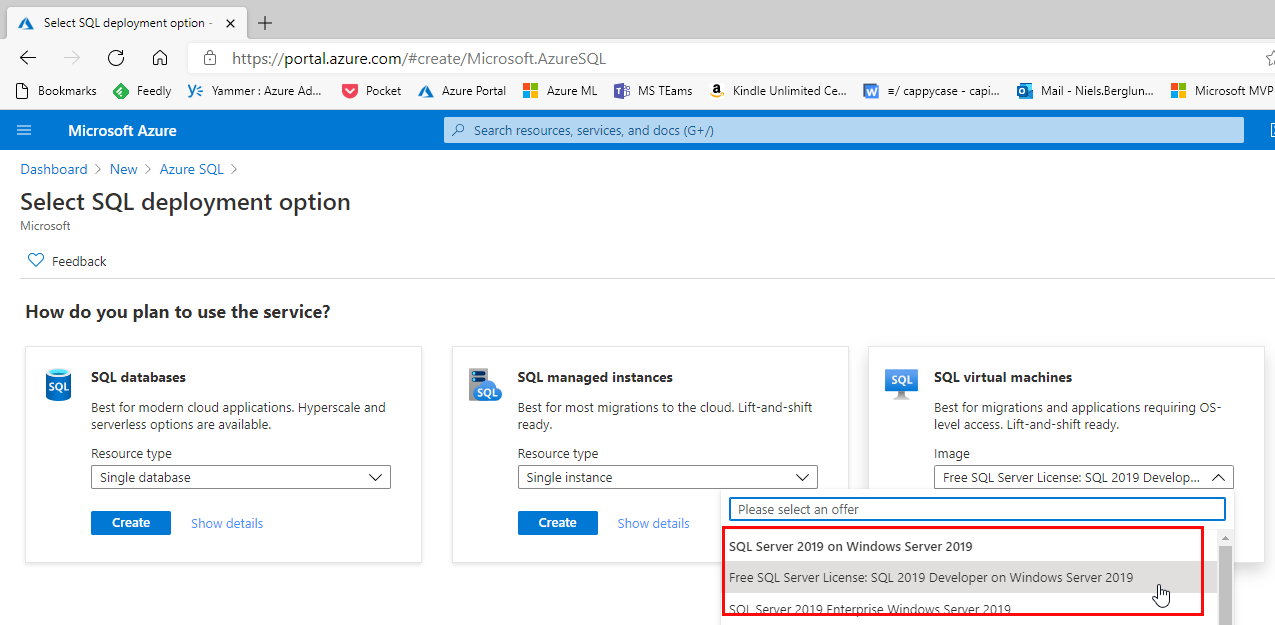 Select SQL deployment option -
https://portal.azure.com/#create/Microsoft.AzureSQL
Bookmarks Feedly Yammer : Azure Ad... Pocket Azure Portal Azure ML MS TEams Kindle Unlimited Ce... ≡/ cappycase - capi... Mail - Niels.Berglun... Microsoft MVP
Microsoft Azure
Search resources, services, and docs (G+/)
Dashboard > New > Azure SQL >
Select SQL deployment option
Microsoft
Feedback
How do you plan to use the service?
SQL
SQL databases
Best for modern cloud applications. Hyperscale and
serverless options are available.
Resource type
Single database
Create Show details
SQL
SQL managed instances
Best for most migrations to the cloud. Lift-and-shift
ready.
Resource type
Single instance
Create Show details
SQL
SQL virtual machines
Best for migrations and applications requiring OS-
level access. Lift-and-shift ready.
Image
Free SQL Server License: SQL 2019 Develop...
Please select an offer
SQL Server 2019 on Windows Server 2019
Free SQL Server License: SQL 2019 Developer on Windows Server 2019
SQL Server 2019 Enterprise Windows Server 2019